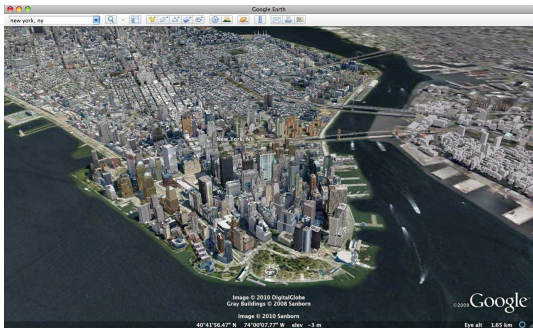 Google Earth
new york, ny
New York, NY
Image © 2010 DigitalGlobe
Gray Buildings © 2008 Sanborn
Image © 2010 Sanborn
©2009 Google
40°41'56.47" N 74°00'07.77" W elev -3 m
Eye alt 1.65 km